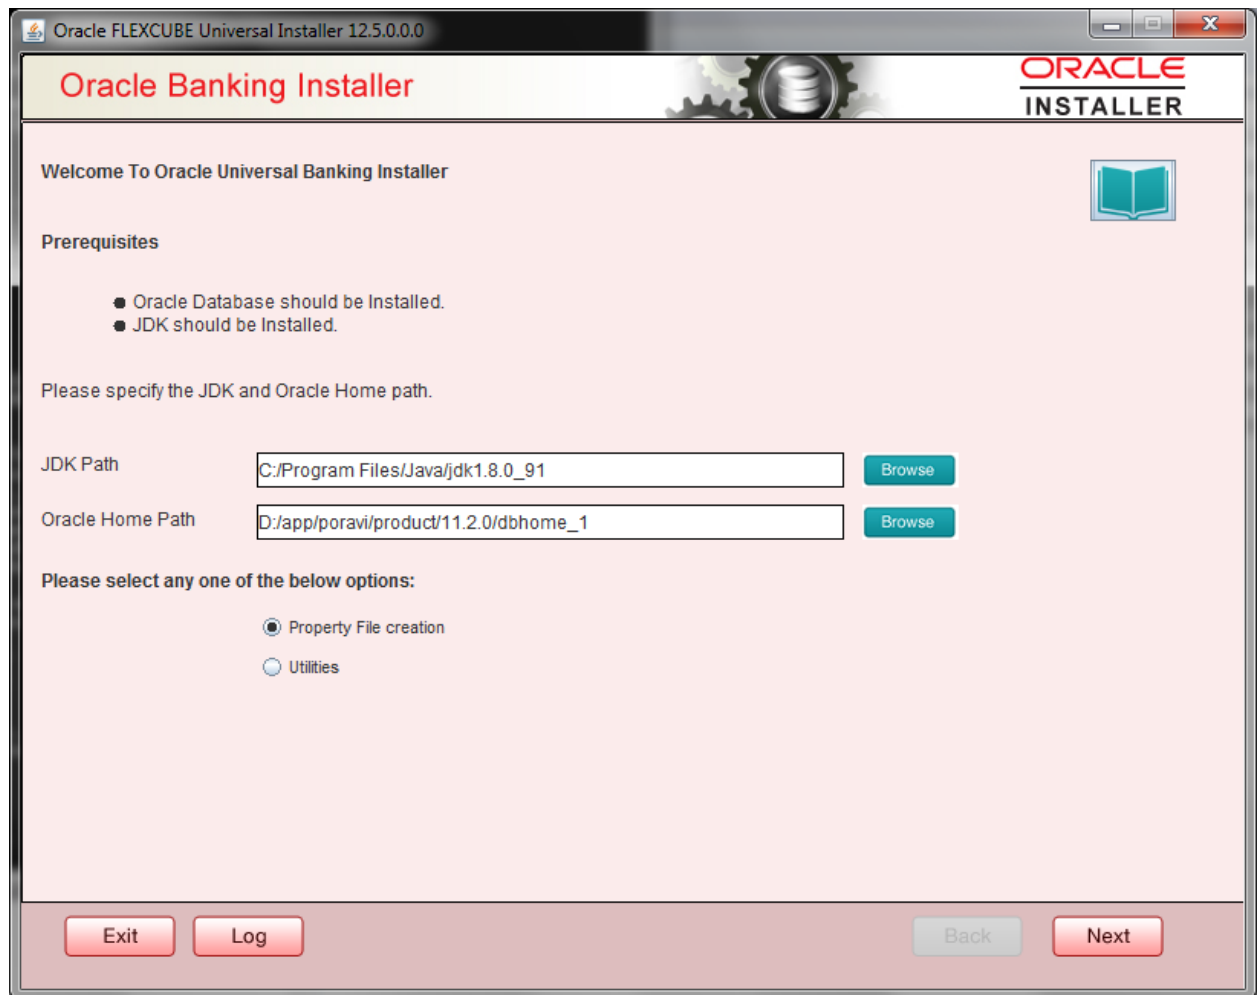 Oracle FLEXCUBE Universal Installer 12.5.0.0.0
Oracle Banking Installer
ORACLE
INSTALLER
Welcome To Oracle Universal Banking Installer
Prerequisites
Oracle Database should be Installed.
JDK should be Installed.
Please specify the JDK and Oracle Home path.
JDK Path C:/Program Files/Java/jdk1.8.0_91 Browse
Oracle Home Path D:/app/poravi/product/11.2.0/dbhome_1 Browse
Please select any one of the below options:
Property File creation
Utilities
Exit Log Back Next